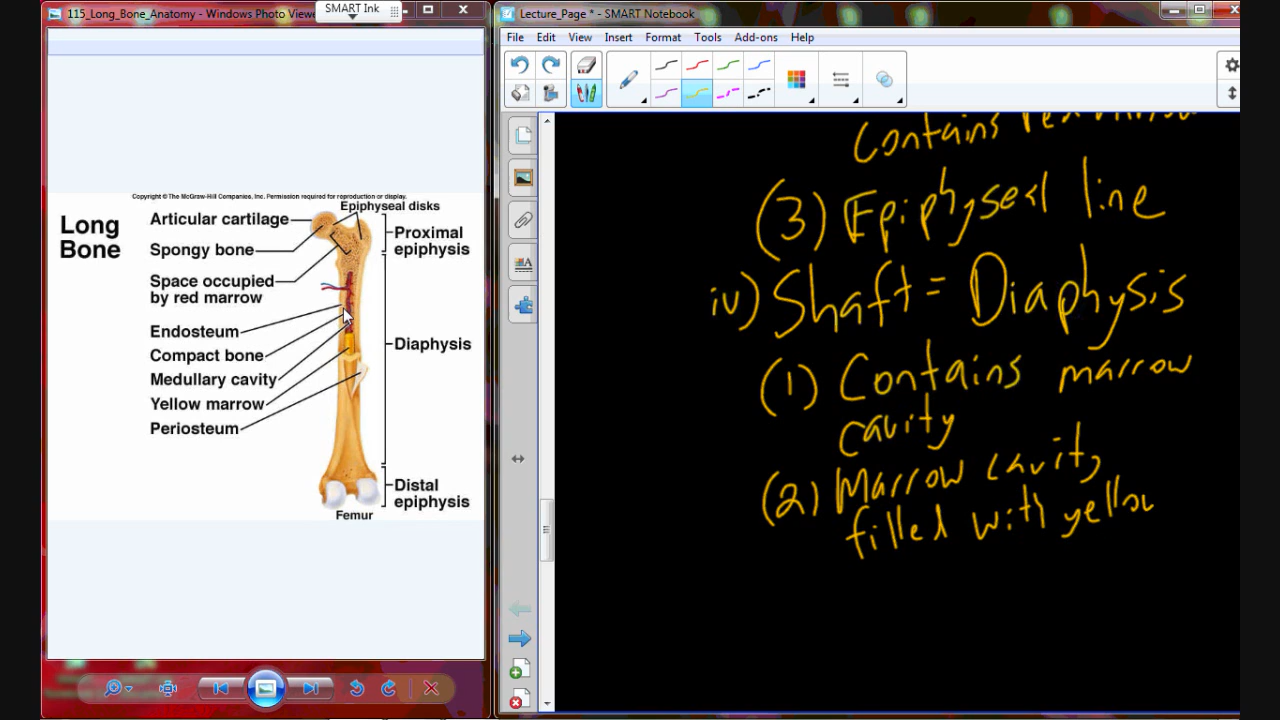 115_Long_Bone_Anatomy - Windows Photo Viewe
SMART Ink
Copyright © The McGraw-Hill Companies, Inc. Permission required for reproduction or display.
Long
Bone
Articular cartilage
Spongy bone
Space occupied
by red marrow
Endosteum
Compact bone
Medullary cavity
Yellow marrow
Periosteum
Epiphyseal disks
Proximal
epiphysis
Diaphysis
Distal
epiphysis
Femur
Lecture_Page * - SMART Notebook
File Edit View Insert Format Tools Add-ons Help
Contains
(3) Epiphyseal line
iv) Shaft = Diaphysis
(1) Contains marrow
cavity
(2) Marrow cavity
filled with yellow